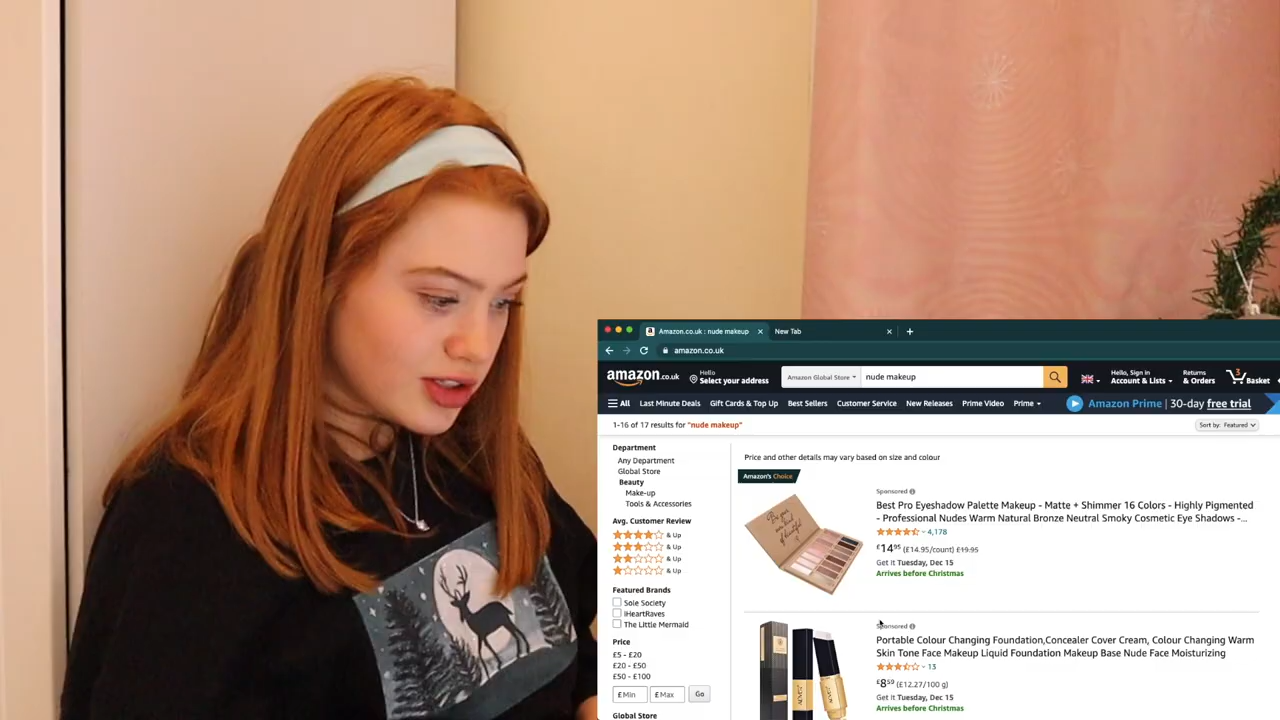 Amazon.co.uk : nude makeup
New Tab
amazon.co.uk
amazon.co.uk
Hello
Select your address
Amazon Global Store
nude makeup
Hello, Sign in
Account & Lists
Returns
& Orders
3
Basket
All
Last Minute Deals
Gift Cards & Top Up
Best Sellers
Customer Service
New Releases
Prime Video
Prime
Amazon Prime | 30-day free trial
1-16 of 17 results for "nude makeup"
Sort by: Featured
Department
Any Department
Global Store
Beauty
Make-up
Tools & Accessories
Avg. Customer Review
& Up
& Up
& Up
& Up
Featured Brands
Sole Society
iHeartRaves
The Little Mermaid
Price
£5 - £20
£20 - £50
£50 - £100
£ Min
£ Max
Go
Global Store
Price and other details may vary based on size and colour
Amazon's Choice
Sponsored
Best Pro Eyeshadow Palette Makeup - Matte + Shimmer 16 Colors - Highly Pigmented
- Professional Nudes Warm Natural Bronze Neutral Smoky Cosmetic Eye Shadows -...
4,178
£14.95 (£14.95/count) £19.95
Get it Tuesday, Dec 15
Arrives before Christmas
Sponsored
Portable Colour Changing Foundation,Concealer Cover Cream, Colour Changing Warm
Skin Tone Face Makeup Liquid Foundation Makeup Base Nude Face Moisturizing
13
£8.59 (£12.27/100 g)
Get it Tuesday, Dec 15
Arrives before Christmas